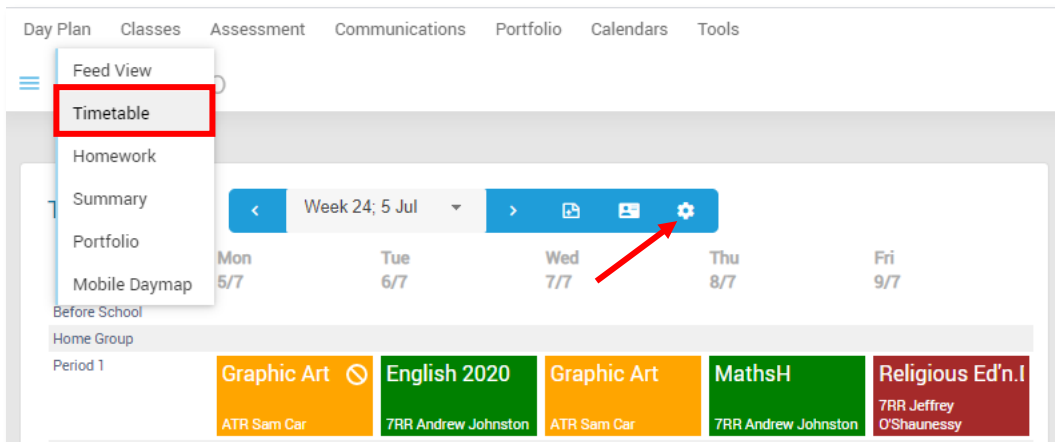 Day Plan Classes Assessment Communications Portfolio Calendars Tools
Feed View
Timetable
Homework
Summary
Portfolio
Mobile Daymap
Week 24; 5 Jul
Mon Tue Wed Thu Fri
5/7 6/7 7/7 8/7 9/7
Before School
Home Group
Period 1
Graphic Art
ATR Sam Car
English 2020
7RR Andrew Johnston
Graphic Art
ATR Sam Car
MathsH
7RR Andrew Johnston
Religious Ed'n.
7RR Jeffrey
O'Shaunessy